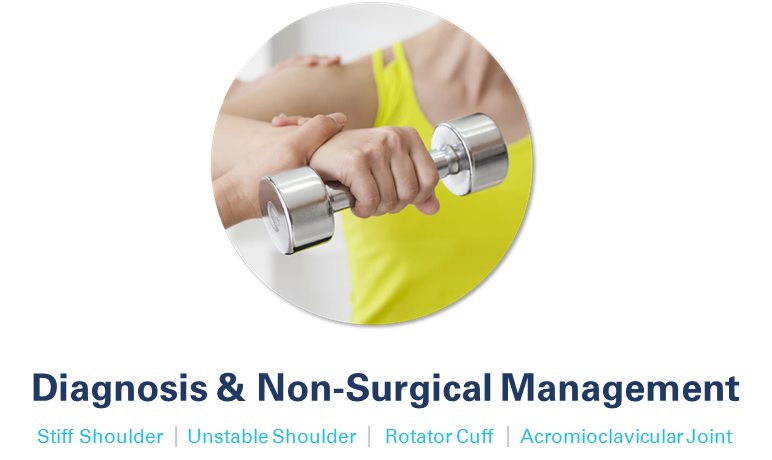 Diagnosis & Non-Surgical Management
Stiff Shoulder | Unstable Shoulder | Rotator Cuff | Acromioclavicular Joint